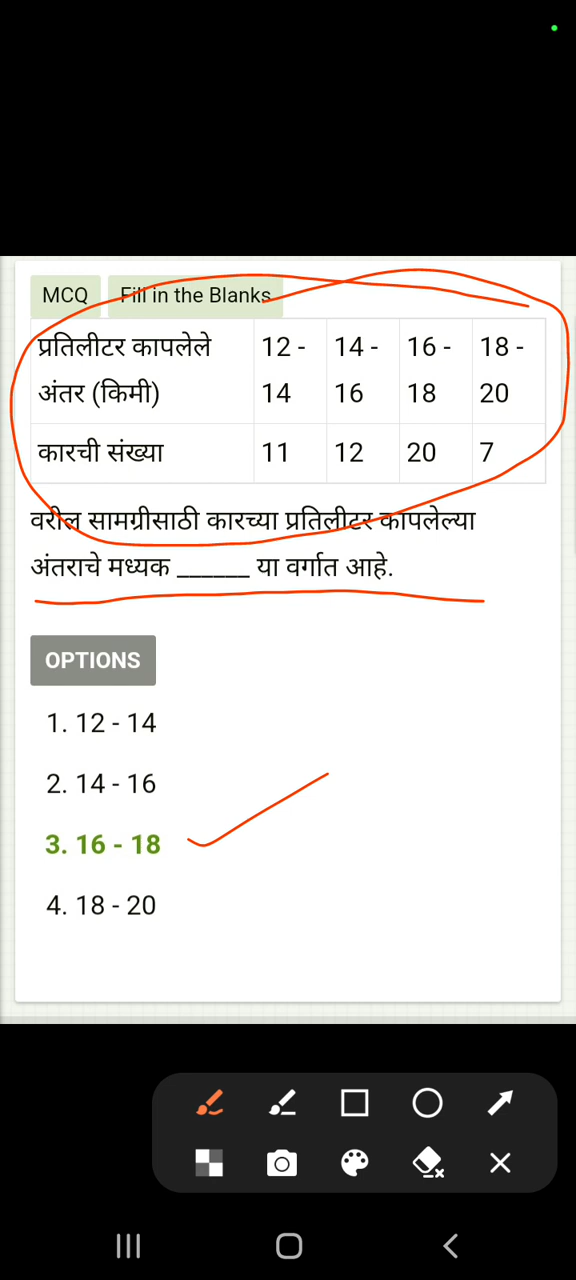 MCQ Fill in the Blanks
प्रतिलीटर कापलेले 12 - 14 - 16 - 18 -
अंतर (किमी) 14 16 18 20
कारची संख्या 11 12 20 7
वरील सामग्रीसाठी कारच्या प्रतिलीटर कापलेल्या
अंतराचे मध्यक ______ या वर्गात आहे.
OPTIONS
1. 12 - 14
2. 14 - 16
3. 16 - 18
4. 18 - 20